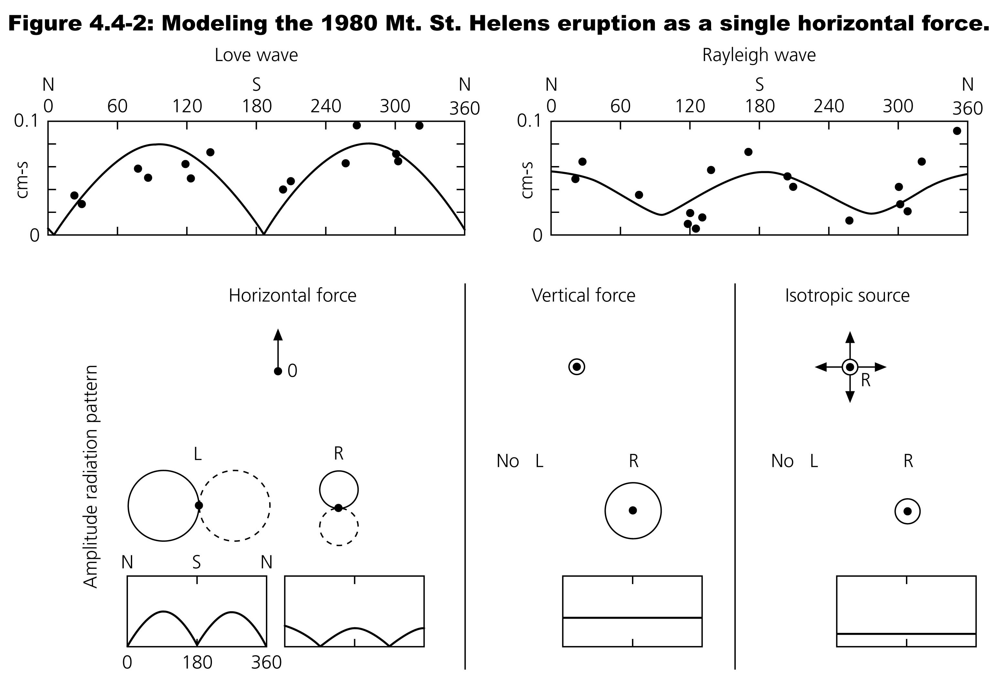 Figure 4.4-2: Modeling the 1980 Mt. St. Helens eruption as a single horizontal force.
Love wave
Rayleigh wave
N S N
0 60 120 180 240 300 360
0.1
cm-s
0
N S N
0 60 120 180 240 300 360
0.1
cm-s
0
Horizontal force
Vertical force
Isotropic source
0
R
Amplitude radiation pattern
L R
No L R
No L R
N S N
0 180 360